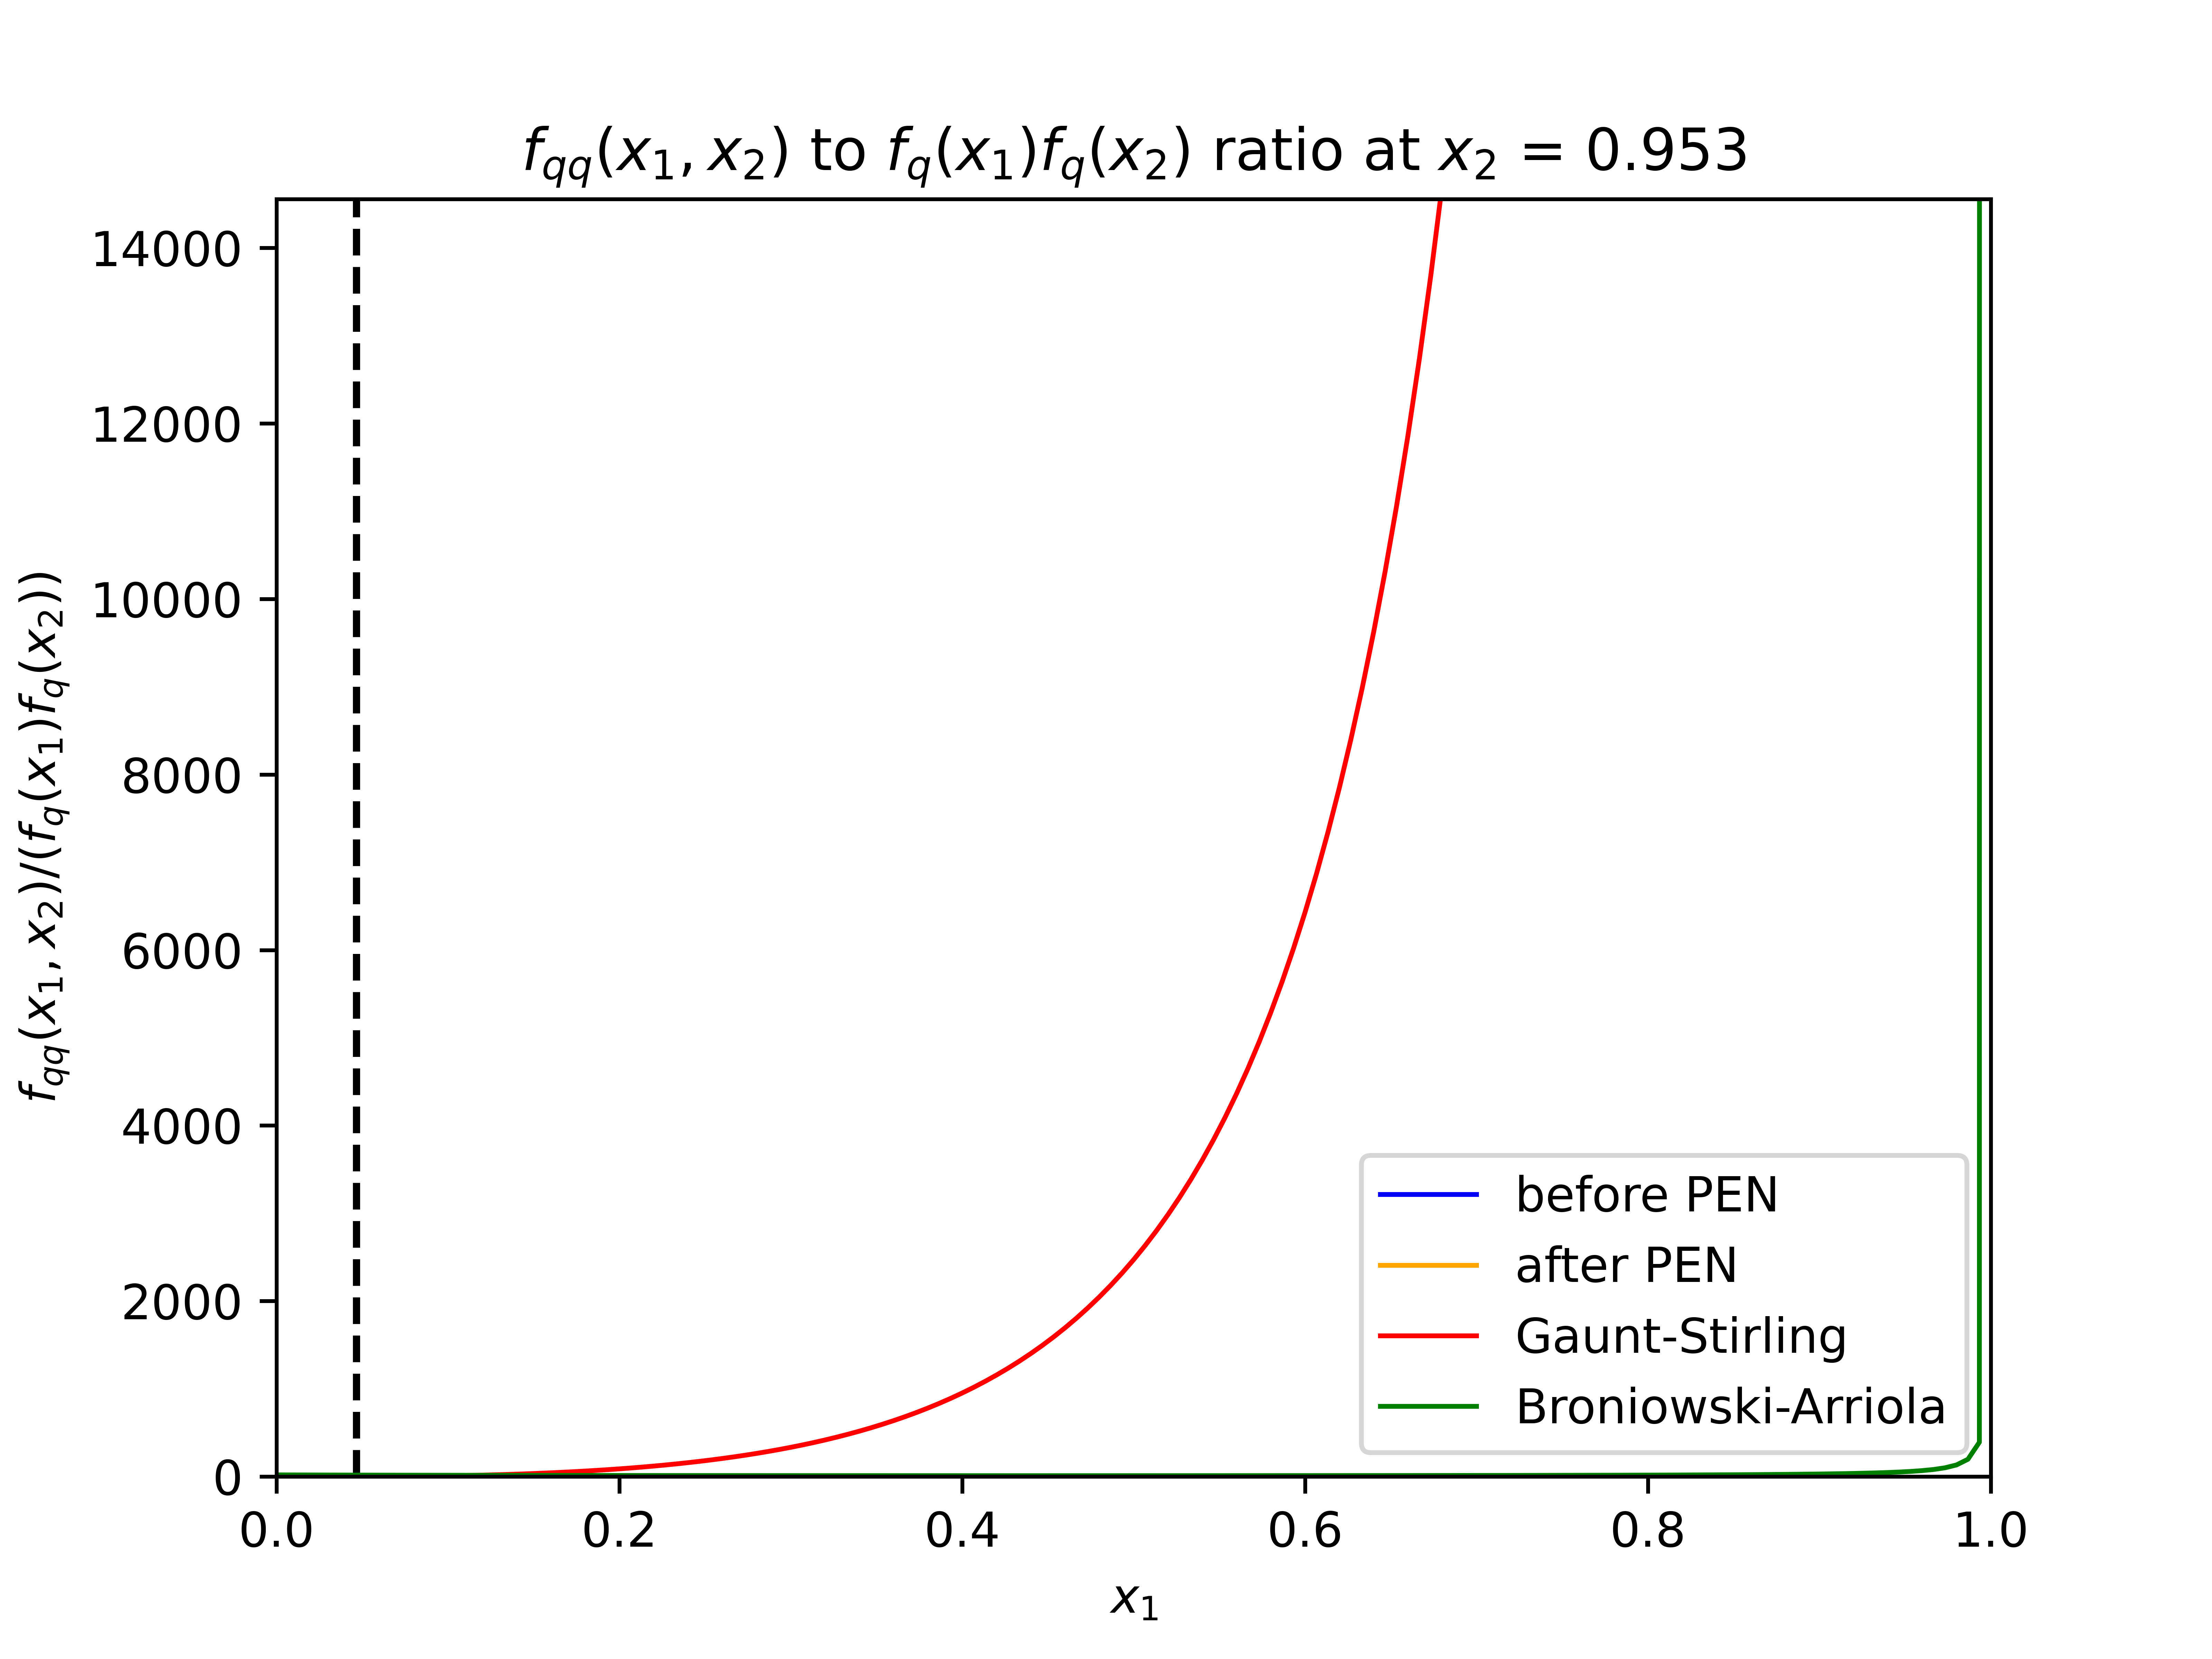 f_qq(x_1, x_2) to f_q(x_1)f_q(x_2) ratio at x_2 = 0.953
f_qq(x_1, x_2)/(f_q(x_1)f_q(x_2))
14000
12000
10000
8000
6000
4000
2000
0
before PEN
after PEN
Gaunt-Stirling
Broniowski-Arriola
0.0 0.2 0.4 0.6 0.8 1.0
x_1